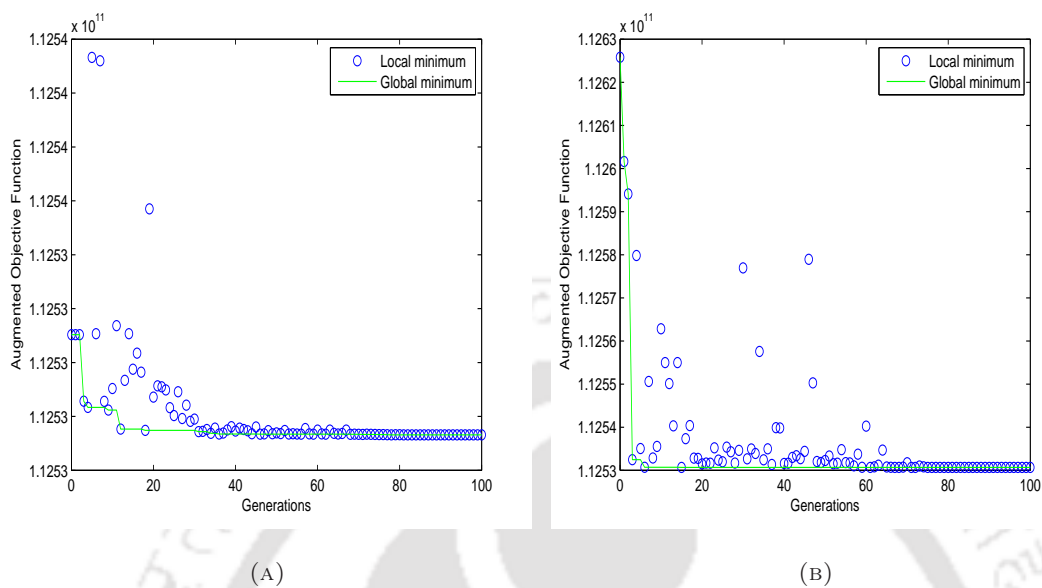 x 10^11
1.1254
1.1254
1.1254
1.1254
1.1253
1.1253
1.1253
1.1253
1.1253
0
20
40
60
80
100
Generations
Augmented Objective Function
Local minimum
Global minimum
(A)
x 10^11
1.1263
1.1262
1.1261
1.126
1.1259
1.1258
1.1257
1.1256
1.1255
1.1254
1.1253
0
20
40
60
80
100
Generations
Augmented Objective Function
Local minimum
Global minimum
(B)